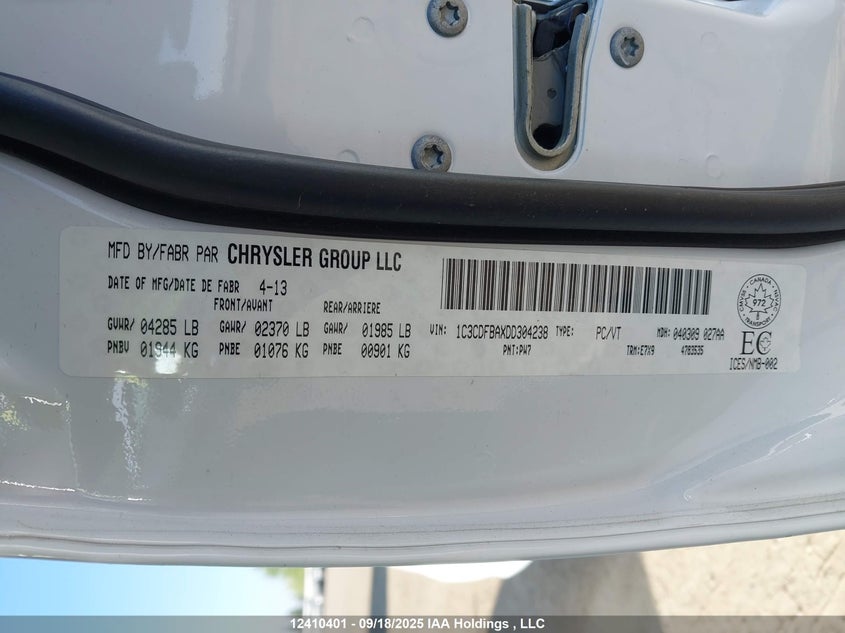 MFD BY/FABR PAR CHRYSLER GROUP LLC
DATE OF MFG/DATE DE FABR 4-13
FRONT/AVANT REAR/ARRIERE
GVWR/ 04285 LB GAWR/ 02370 LB GAWR/ 01985 LB
PNBV 01944 KG PNBE 01076 KG PNBE 00901 KG
VIN: 1C3CDFBAXDD304238 TYPE: PC/VT MDH: 040309 027AA
PNT:PW7 TRM:E7X9 4783535
CANADA
972
TRANSPORT
EC
ICES/NMB-002
12410401 - 09/18/2025 IAA Holdings , LLC